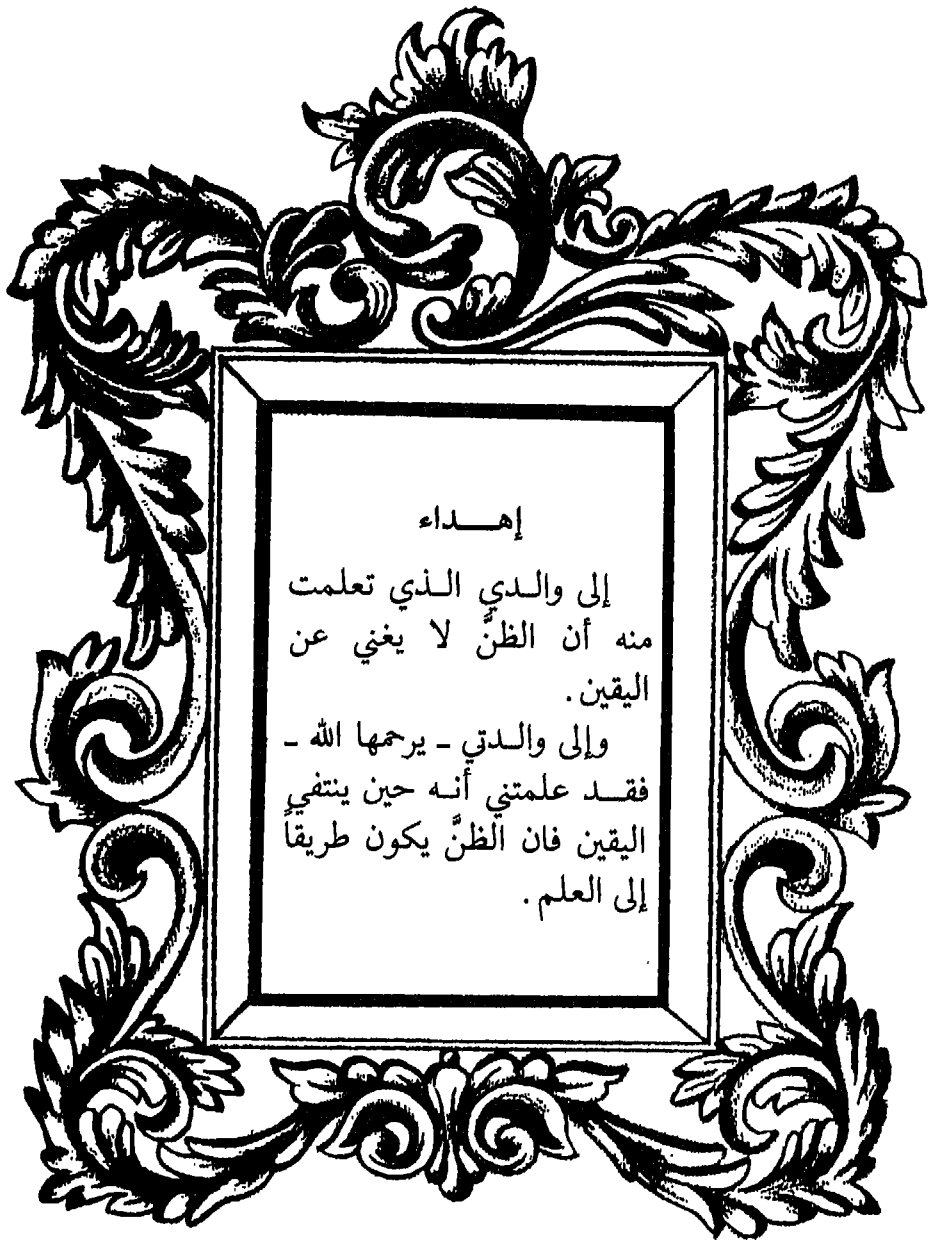 إهـــداء
إلى والـدي الـذي تعلمت
منه أن الظنَّ لا يغني عن
اليقين .
وإلى والـدتي ـ يرحمها الله ـ
فقـد علمتني أنـه حين ينتفي
اليقين فان الظنَّ يكون طريقاً
إلى العلم .